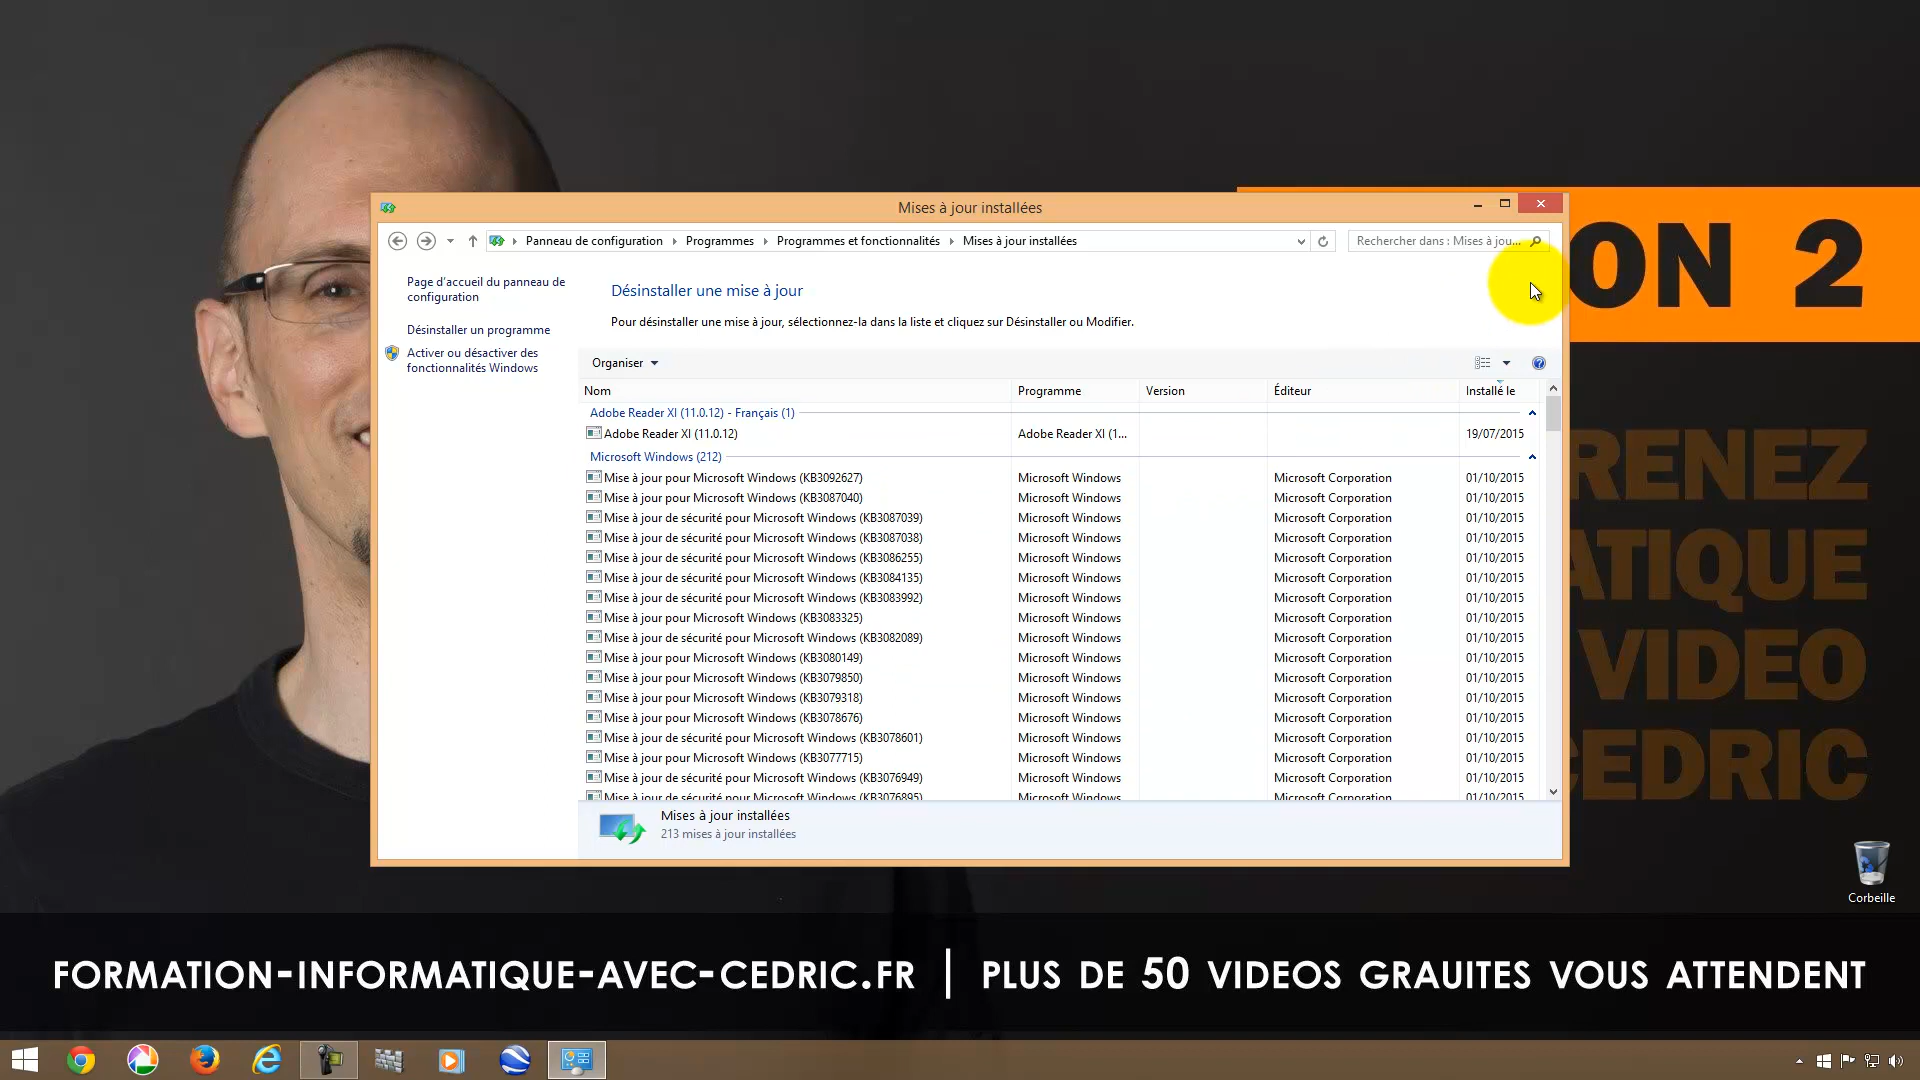 Mises à jour installées
Panneau de configuration Programmes Programmes et fonctionnalités Mises à jour installées
Rechercher dans : Mises à jou...
ON 2
Page d'accueil du panneau de
configuration
Désinstaller un programme
Activer ou désactiver des
fonctionnalités Windows
Désinstaller une mise à jour
Pour désinstaller une mise à jour, sélectionnez-la dans la liste et cliquez sur Désinstaller ou Modifier.
Organiser
Nom Programme Version Éditeur Installé le
Adobe Reader XI (11.0.12) - Français (1)
Adobe Reader XI (11.0.12) Adobe Reader XI (1... 19/07/2015
Microsoft Windows (212)
Mise à jour pour Microsoft Windows (KB3092627) Microsoft Windows Microsoft Corporation 01/10/2015
Mise à jour pour Microsoft Windows (KB3087040) Microsoft Windows Microsoft Corporation 01/10/2015
Mise à jour de sécurité pour Microsoft Windows (KB3087039) Microsoft Windows Microsoft Corporation 01/10/2015
Mise à jour de sécurité pour Microsoft Windows (KB3087038) Microsoft Windows Microsoft Corporation 01/10/2015
Mise à jour de sécurité pour Microsoft Windows (KB3086255) Microsoft Windows Microsoft Corporation 01/10/2015
Mise à jour de sécurité pour Microsoft Windows (KB3084135) Microsoft Windows Microsoft Corporation 01/10/2015
Mise à jour de sécurité pour Microsoft Windows (KB3083992) Microsoft Windows Microsoft Corporation 01/10/2015
Mise à jour pour Microsoft Windows (KB3083325) Microsoft Windows Microsoft Corporation 01/10/2015
Mise à jour de sécurité pour Microsoft Windows (KB3082089) Microsoft Windows Microsoft Corporation 01/10/2015
Mise à jour pour Microsoft Windows (KB3080149) Microsoft Windows Microsoft Corporation 01/10/2015
Mise à jour pour Microsoft Windows (KB3079850) Microsoft Windows Microsoft Corporation 01/10/2015
Mise à jour pour Microsoft Windows (KB3079318) Microsoft Windows Microsoft Corporation 01/10/2015
Mise à jour pour Microsoft Windows (KB3078676) Microsoft Windows Microsoft Corporation 01/10/2015
Mise à jour de sécurité pour Microsoft Windows (KB3078601) Microsoft Windows Microsoft Corporation 01/10/2015
Mise à jour pour Microsoft Windows (KB3077715) Microsoft Windows Microsoft Corporation 01/10/2015
Mise à jour de sécurité pour Microsoft Windows (KB3076949) Microsoft Windows Microsoft Corporation 01/10/2015
Mise à jour de sécurité pour Microsoft Windows (KB3076895) Microsoft Windows Microsoft Corporation 01/10/2015
Mises à jour installées
213 mises à jour installées
RENEZ
ATIQUE
VIDEO
CEDRIC
Corbeille
FORMATION-INFORMATIQUE-AVEC-CEDRIC.FR | PLUS DE 50 VIDEOS GRAUITES VOUS ATTENDENT